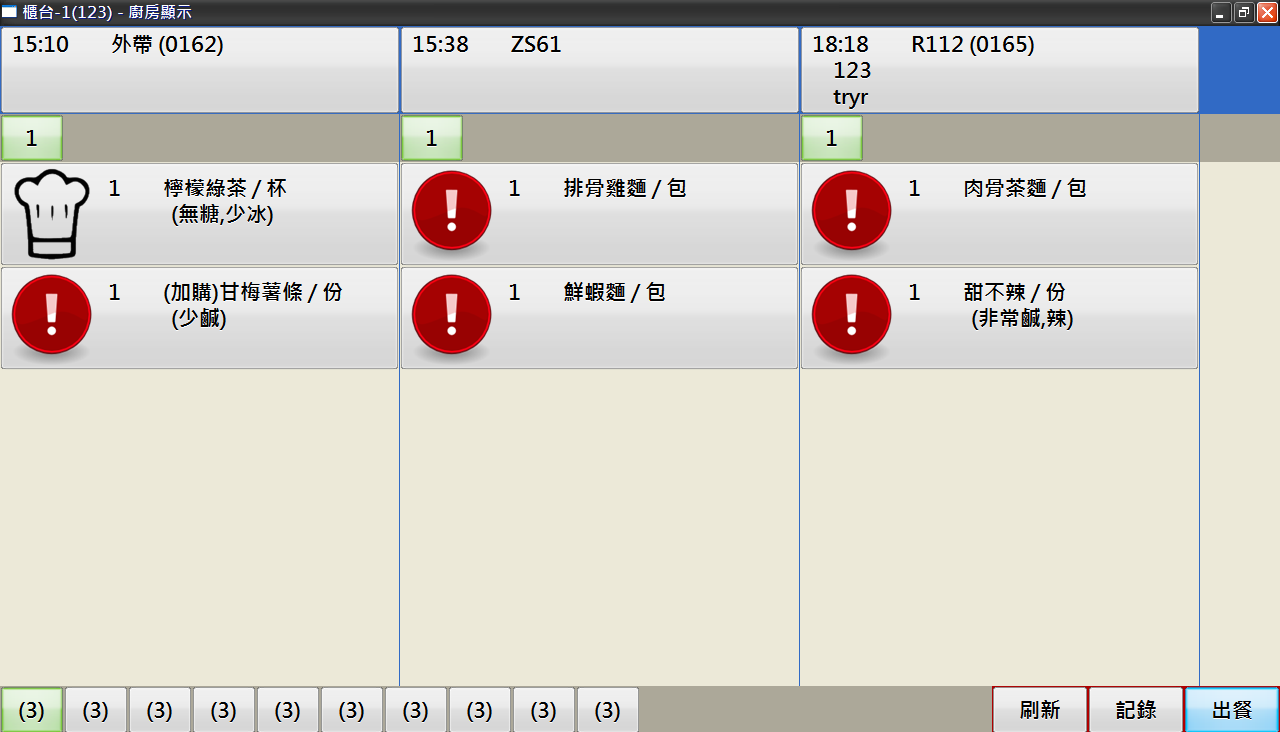 櫃台-1(123) - 廚房顯示
15:10 外帶 (0162)
15:38 ZS61
18:18 R112 (0165)
123
tryr
1
1
1
1 檸檬綠茶 / 杯
(無糖,少冰)
1 排骨雞麵 / 包
1 肉骨茶麵 / 包
1 (加購)甘梅薯條 / 份
(少鹹)
1 鮮蝦麵 / 包
1 甜不辣 / 份
(非常鹹,辣)
(3) (3) (3) (3) (3) (3) (3) (3) (3) (3) 刷新 記錄 出餐